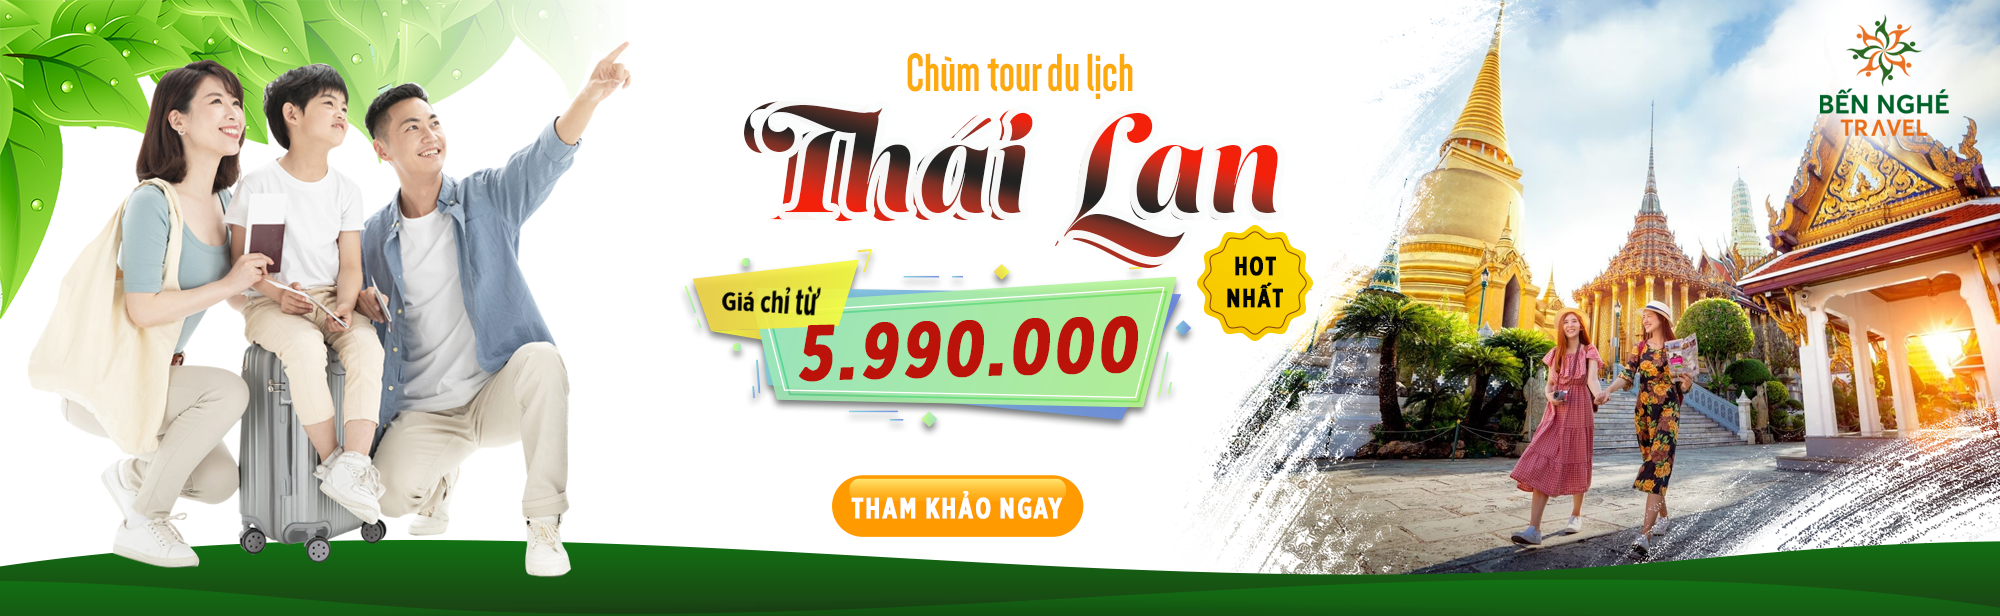 Chùm tour du lịch
Thái Lan
Giá chỉ từ
5.990.000
HOT
NHẤT
THAM KHẢO NGAY
BẾN NGHÉ
TRAVEL